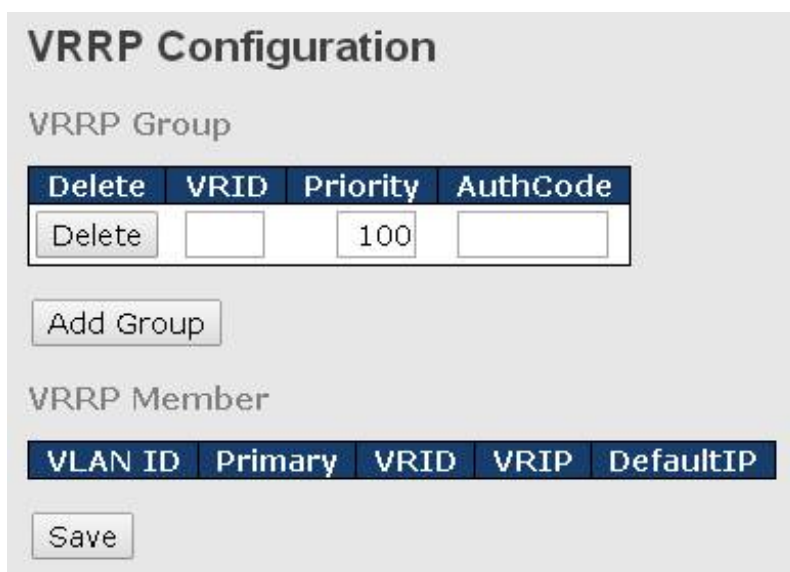 VRRP Configuration
VRRP Group
Delete VRID Priority AuthCode
Delete 100
Add Group
VRRP Member
VLAN ID Primary VRID VRIP DefaultIP
Save